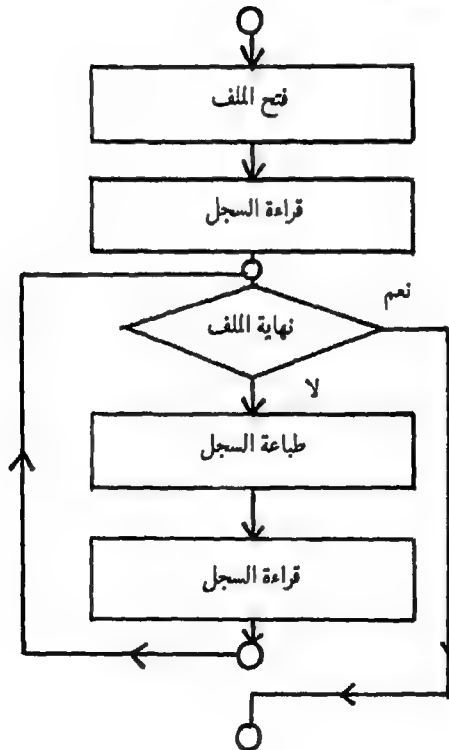 فتح الملف
قراءة السجل
نعم
نهاية الملف
لا
طباعة السجل
قراءة السجل